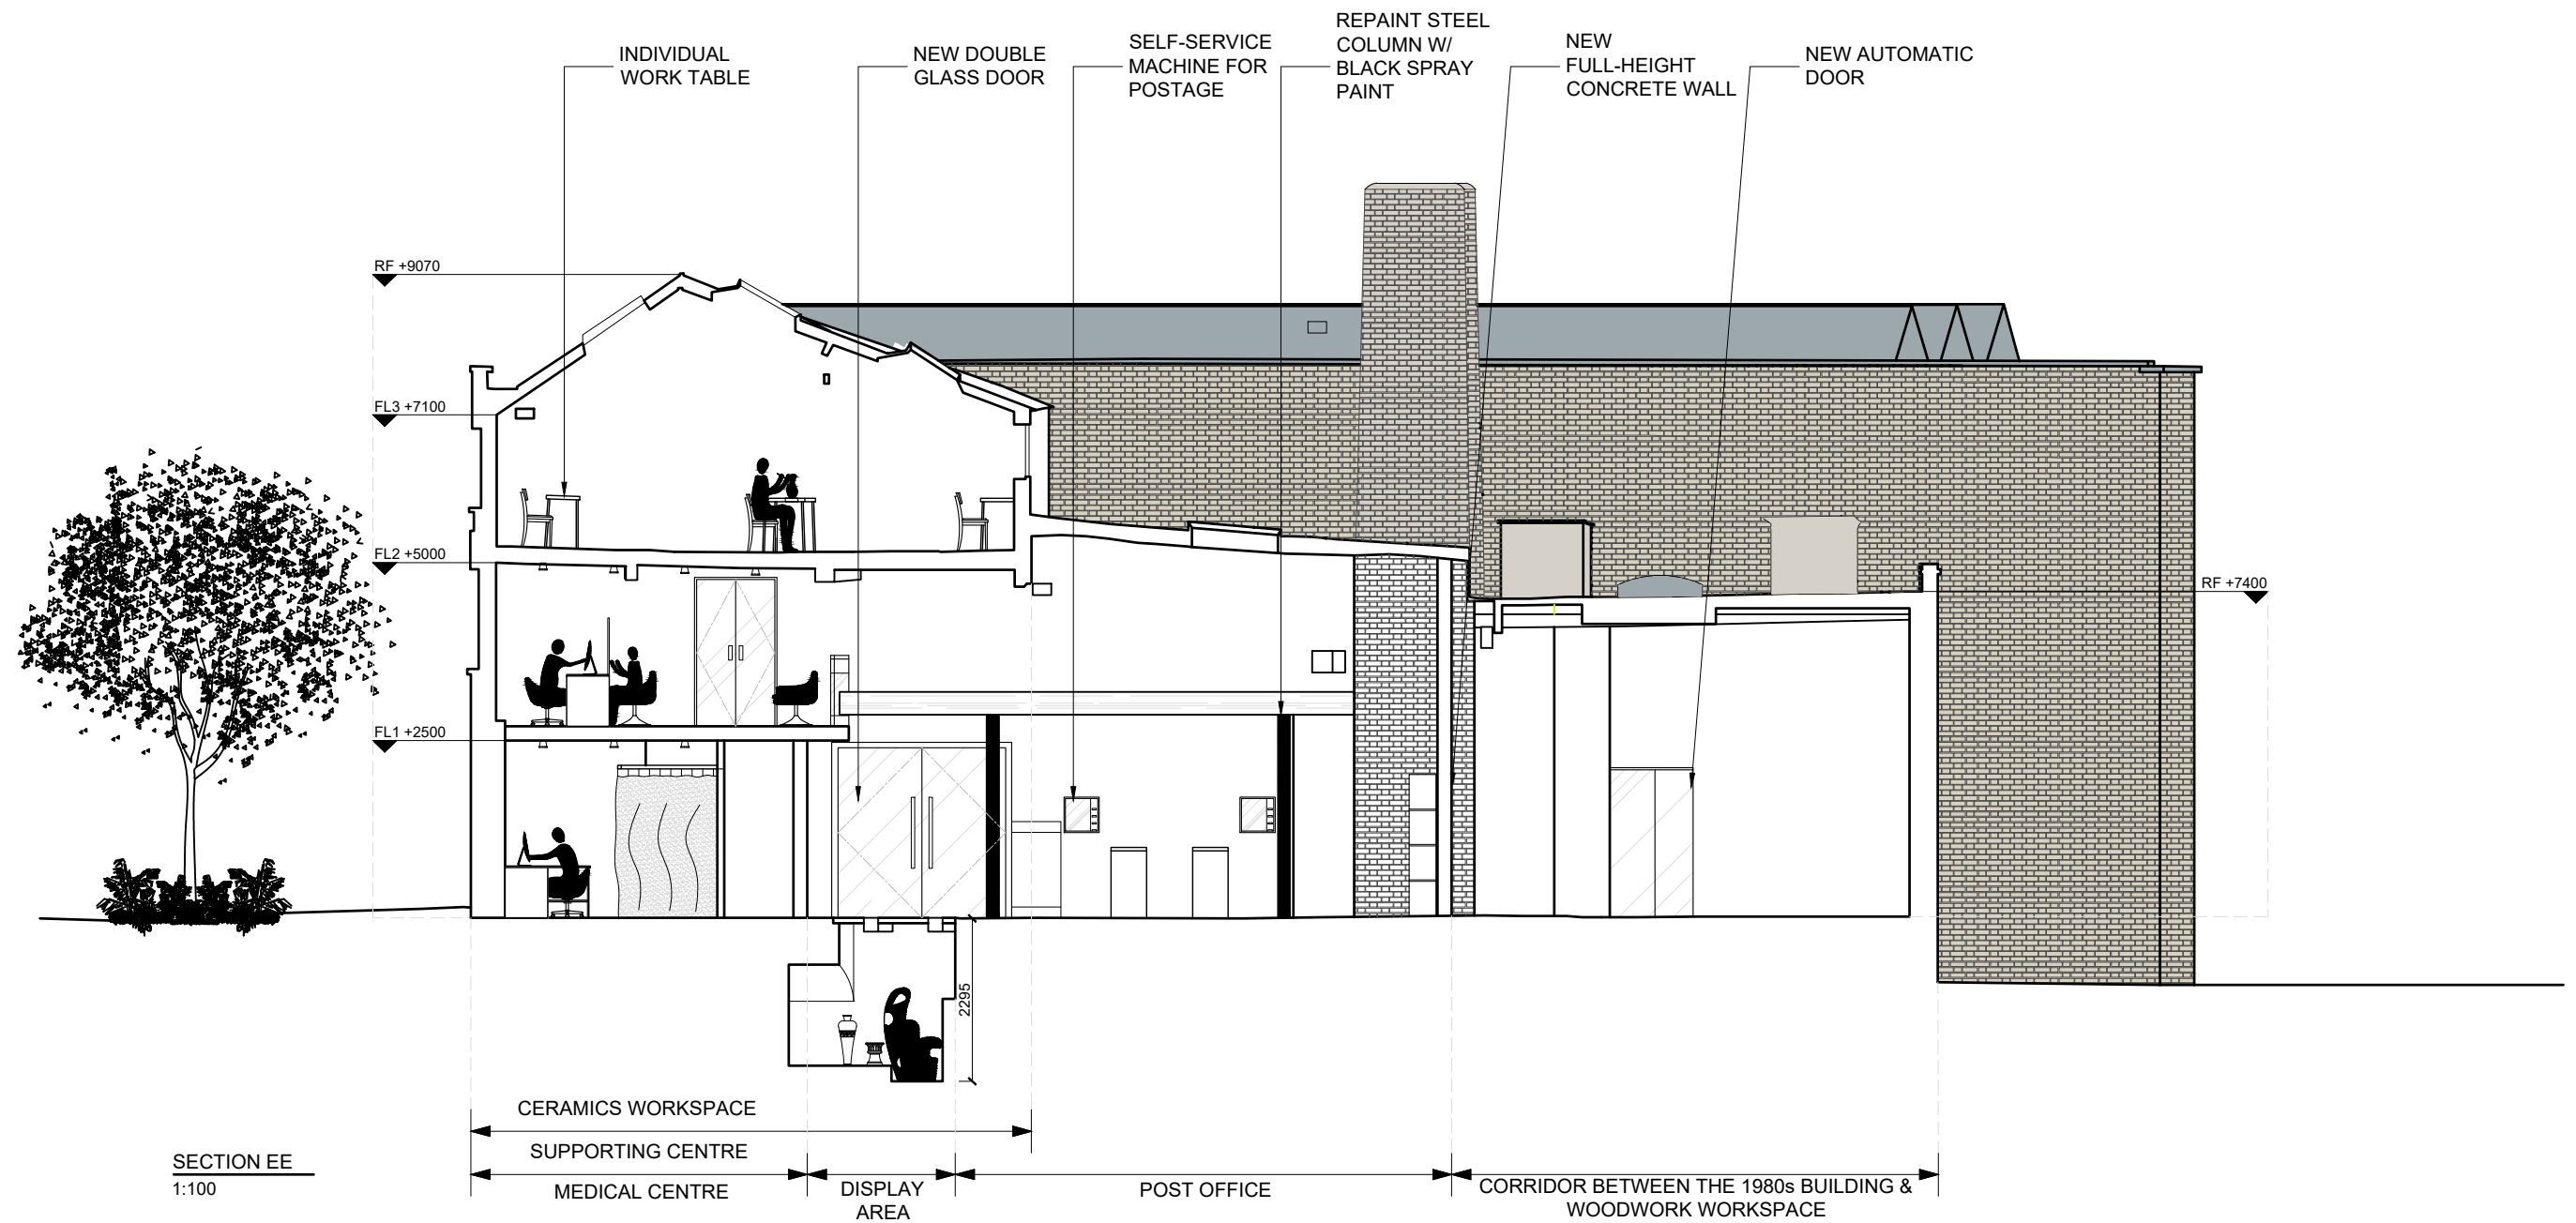 INDIVIDUAL
WORK TABLE
NEW DOUBLE
GLASS DOOR
SELF-SERVICE
MACHINE FOR
POSTAGE
REPAINT STEEL
COLUMN W/
BLACK SPRAY
PAINT
NEW
FULL-HEIGHT
CONCRETE WALL
NEW AUTOMATIC
DOOR
RF +9070
FL3 +7100
FL2 +5000
RF +7400
FL1 +2500
2295
CERAMICS WORKSPACE
SUPPORTING CENTRE
MEDICAL CENTRE
DISPLAY
AREA
POST OFFICE
CORRIDOR BETWEEN THE 1980s BUILDING &
WOODWORK WORKSPACE
SECTION EE
1:100